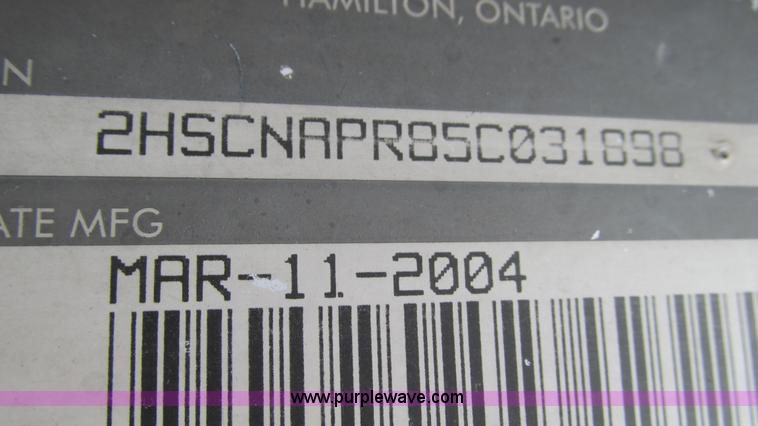 HAMILTON, ONTARIO
N
2HSCNAPR85C031898
ATE MFG
MAR-11-2004
www.purplewave.com